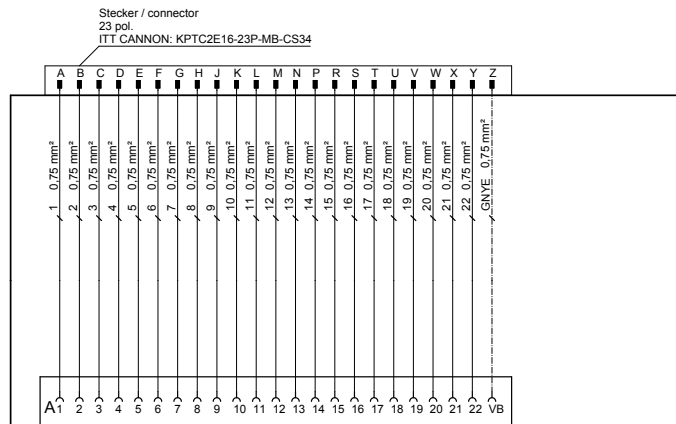 Stecker / connector
23 pol.
ITT CANNON: KPTC2E16-23P-MB-CS34
A B C D E F G H J K L M N P R S T U V W X Y Z
1 0,75 mm²
2 0,75 mm²
3 0,75 mm²
4 0,75 mm²
5 0,75 mm²
6 0,75 mm²
7 0,75 mm²
8 0,75 mm²
9 0,75 mm²
10 0,75 mm²
11 0,75 mm²
12 0,75 mm²
13 0,75 mm²
14 0,75 mm²
15 0,75 mm²
16 0,75 mm²
17 0,75 mm²
18 0,75 mm²
19 0,75 mm²
20 0,75 mm²
21 0,75 mm²
22 0,75 mm²
GNYE 0,75 mm²
A 1 2 3 4 5 6 7 8 9 10 11 12 13 14 15 16 17 18 19 20 21 22 VB